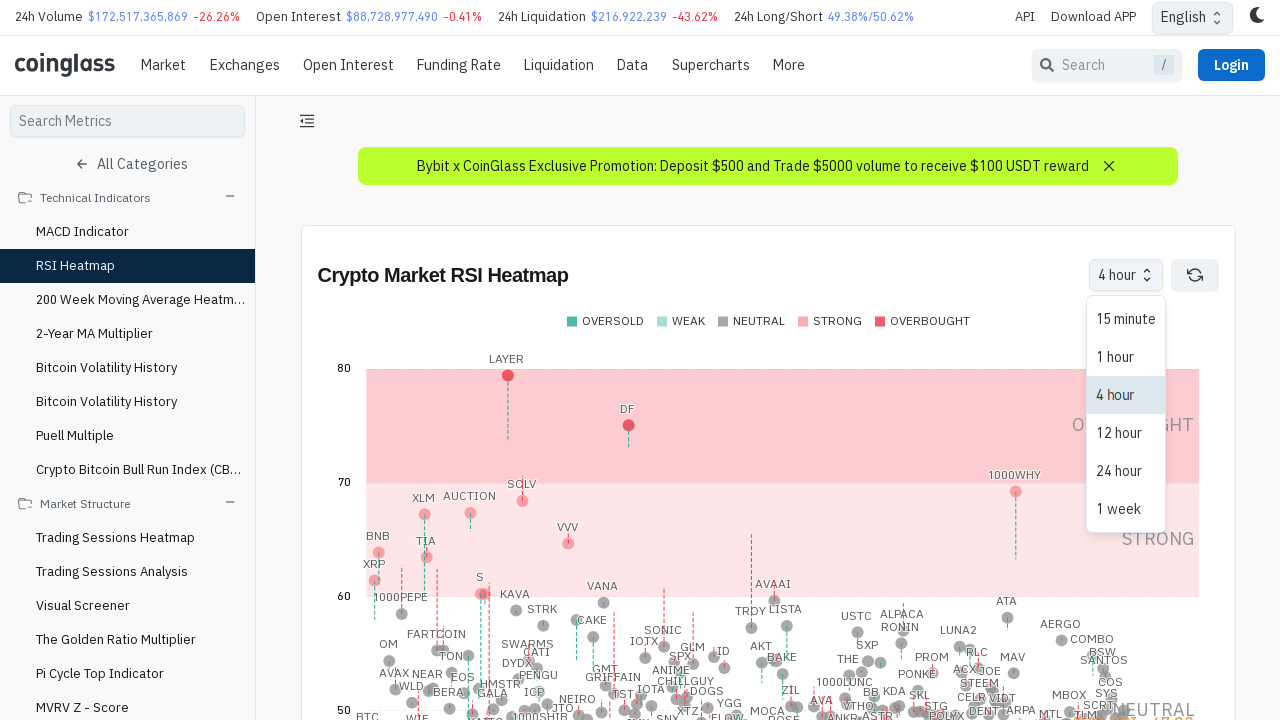 24h Volume $172,517,365,869 -26.26% Open Interest $88,728,977,490 -0.41% 24h Liquidation $216,922,239 -43.62% 24h Long/Short 49.38%/50.62% API Download APP English
coinglass Market Exchanges Open Interest Funding Rate Liquidation Data Supercharts More Search / Login
Search Metrics
All Categories
Technical Indicators
MACD Indicator
RSI Heatmap
200 Week Moving Average Heatm...
2-Year MA Multiplier
Bitcoin Volatility History
Bitcoin Volatility History
Puell Multiple
Crypto Bitcoin Bull Run Index (CB...
Market Structure
Trading Sessions Heatmap
Trading Sessions Analysis
Visual Screener
The Golden Ratio Multiplier
Pi Cycle Top Indicator
MVRV Z - Score
Bybit x CoinGlass Exclusive Promotion: Deposit $500 and Trade $5000 volume to receive $100 USDT reward
Crypto Market RSI Heatmap
4 hour
15 minute
1 hour
4 hour
12 hour
24 hour
1 week
OVERSOLD WEAK NEUTRAL STRONG OVERBOUGHT
80
70
60
50
STRONG
NEUTRAL
LAYER
DF
1000WHY
SOLV
AUCTION
XLM
VVV
BNB
TIA
XRP
S
1000PEPE
KAVA
VANA
AVAAI
STRK
CAKE
TROY
LISTA
USTC
ALPACA
RONIN
ATA
AERGO
LUNA2
COMBO
FARTCOIN
SONIC
IOTX
OM
SWARMS
GLM
ID
AKT
BAKE
SXP
THE
PROM
RLC
MAV
BSW
SANTOS
TON
DYDX
SPX
ANIME
AVAX
NEAR
EOS
PENGU
GMT
GRIFFAIN
CHILLGUY
1000LUNC
PONKE
ACX
JOE
STEEM
COS
WLD
BERA
HMSTR
GALA
ICP
NEIRO
TST
IOTA
DOGS
YGG
ZIL
AVA
BB
KDA
SKL
CELR
VIDT
MBOX
SYS
BTC
JTO
XTZ
MOCA
VTHO
STG
DENT
ARPA
MTL
1000SHIB
ASTR